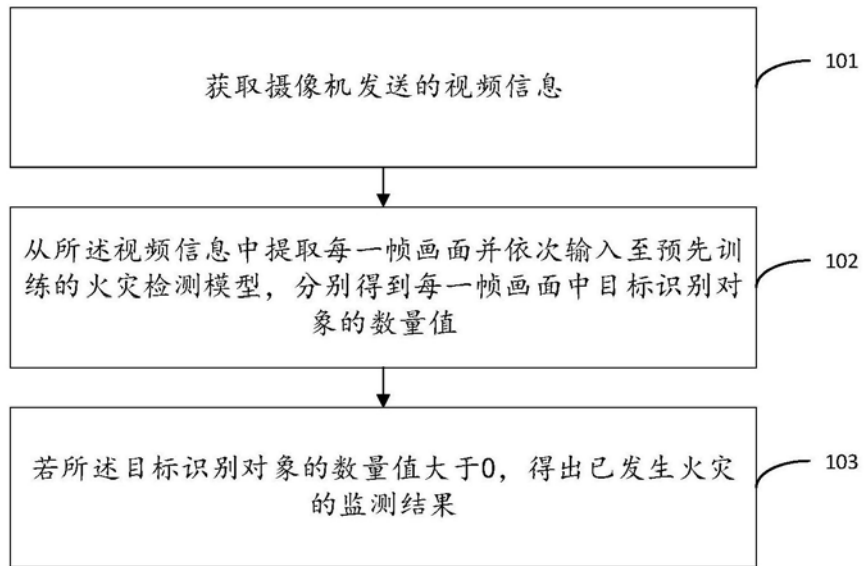 获取摄像机发送的视频信息
101
从所述视频信息中提取每一帧画面并依次输入至预先训
练的火灾检测模型，分别得到每一帧画面中目标识别对
象的数量值
102
若所述目标识别对象的数量值大于0，得出已发生火灾
的监测结果
103